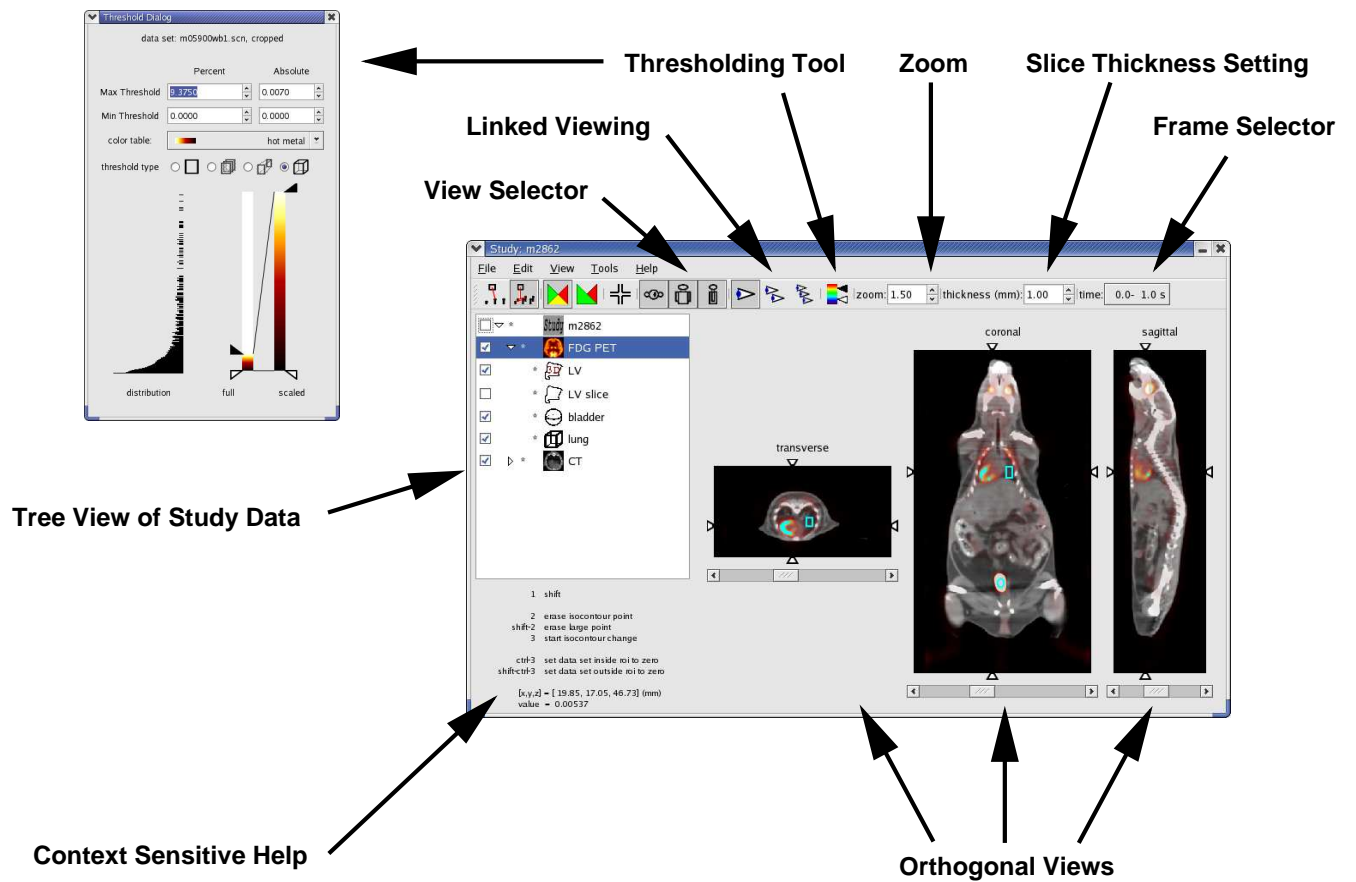 Threshold Dialog
data set: m05900wb1.scn, cropped
Percent Absolute
Max Threshold 9.3750 0.0070
Min Threshold 0.0000 0.0000
color table: hot metal
threshold type
distribution full scaled
Thresholding Tool
Zoom
Slice Thickness Setting
Linked Viewing
Frame Selector
View Selector
Study: m2862
File Edit View Tools Help
zoom: 1.50 thickness (mm): 1.00 time: 0.0- 1.0 s
Study m2862
FDG PET
LV
LV slice
bladder
lung
CT
transverse
coronal
sagittal
Tree View of Study Data
1 shift
2 erase isocontour point
shift-2 erase large point
3 start isocontour change
ctrl-3 set data set inside roi to zero
shift-ctrl-3 set data set outside roi to zero
[x,y,z] = [ 19.85, 17.05, 46.73] (mm)
value = 0.00537
Context Sensitive Help
Orthogonal Views